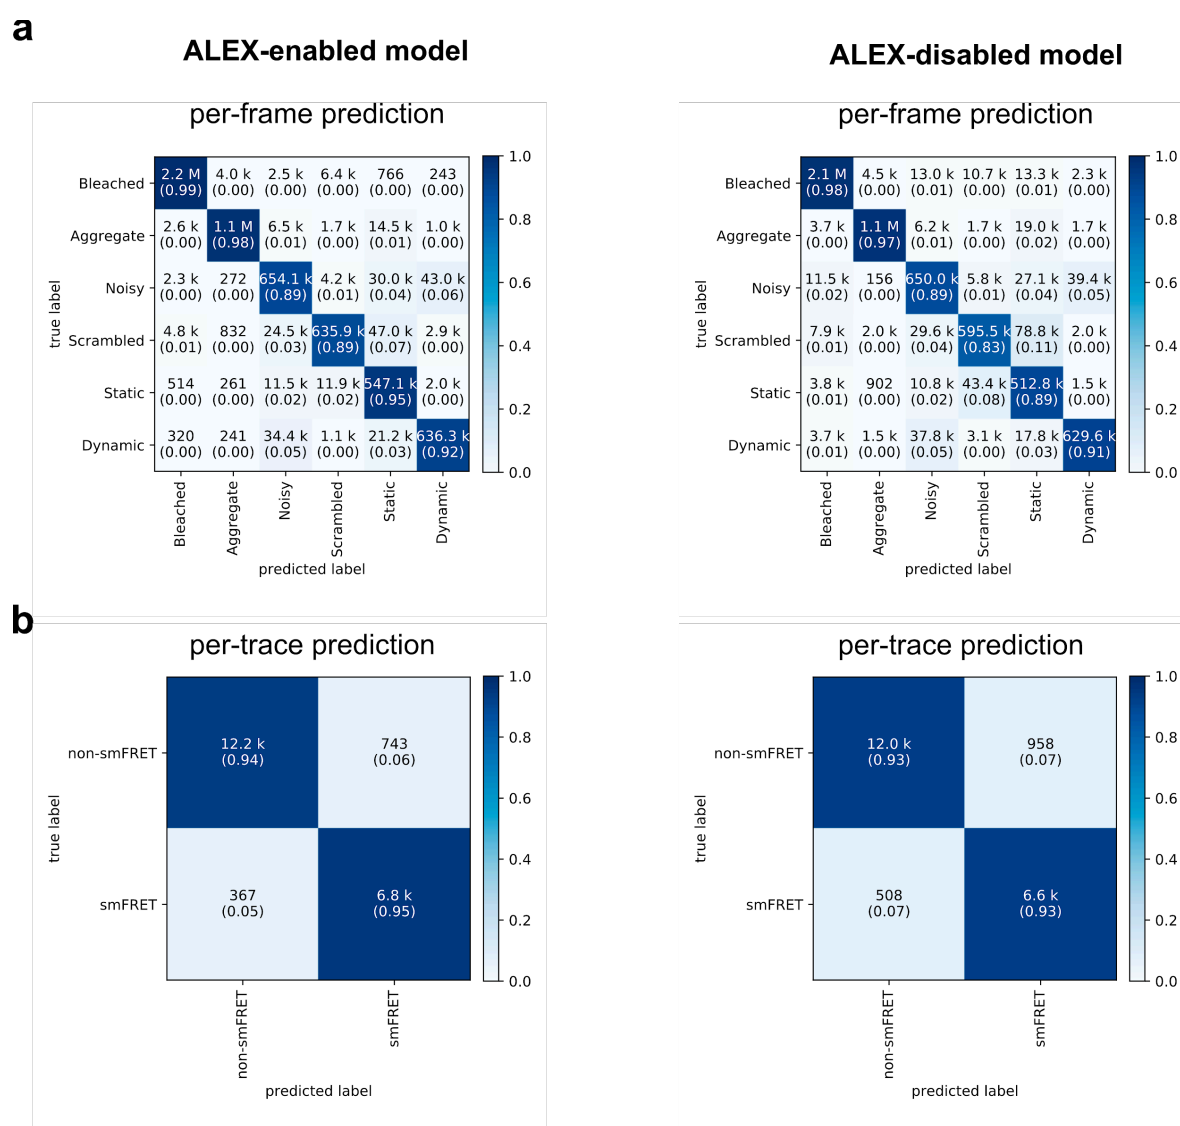 a
ALEX-enabled model
ALEX-disabled model
per-frame prediction
true label
Bleached
2.2 M 4.0 k 2.5 k 6.4 k 766 243
(0.99) (0.00) (0.00) (0.00) (0.00) (0.00)
Aggregate
2.6 k 1.1 M 6.5 k 1.7 k 14.5 k 1.0 k
(0.00) (0.98) (0.01) (0.00) (0.01) (0.00)
Noisy
2.3 k 272 654.1 k 4.2 k 30.0 k 43.0 k
(0.00) (0.00) (0.89) (0.01) (0.04) (0.06)
Scrambled
4.8 k 832 24.5 k 635.9 k 47.0 k 2.9 k
(0.01) (0.00) (0.03) (0.89) (0.07) (0.00)
Static
514 261 11.5 k 11.9 k 547.1 k 2.0 k
(0.00) (0.00) (0.02) (0.02) (0.95) (0.00)
Dynamic
320 241 34.4 k 1.1 k 21.2 k 636.3 k
(0.00) (0.00) (0.05) (0.00) (0.03) (0.92)
Bleached
Aggregate
Noisy
Scrambled
Static
Dynamic
predicted label
1.0
0.8
0.6
0.4
0.2
0.0
per-frame prediction
true label
Bleached
2.1 M 4.5 k 13.0 k 10.7 k 13.3 k 2.3 k
(0.98) (0.00) (0.01) (0.00) (0.01) (0.00)
Aggregate
3.7 k 1.1 M 6.2 k 1.7 k 19.0 k 1.7 k
(0.00) (0.97) (0.01) (0.00) (0.02) (0.00)
Noisy
11.5 k 156 650.0 k 5.8 k 27.1 k 39.4 k
(0.02) (0.00) (0.89) (0.01) (0.04) (0.05)
Scrambled
7.9 k 2.0 k 29.6 k 595.5 k 78.8 k 2.0 k
(0.01) (0.00) (0.04) (0.83) (0.11) (0.00)
Static
3.8 k 902 10.8 k 43.4 k 512.8 k 1.5 k
(0.01) (0.00) (0.02) (0.08) (0.89) (0.00)
Dynamic
3.7 k 1.5 k 37.8 k 3.1 k 17.8 k 629.6 k
(0.01) (0.00) (0.05) (0.00) (0.03) (0.91)
Bleached
Aggregate
Noisy
Scrambled
Static
Dynamic
predicted label
1.0
0.8
0.6
0.4
0.2
0.0
b
per-trace prediction
true label
non-smFRET
12.2 k 743
(0.94) (0.06)
smFRET
367 6.8 k
(0.05) (0.95)
non-smFRET
smFRET
predicted label
1.0
0.8
0.6
0.4
0.2
0.0
per-trace prediction
true label
non-smFRET
12.0 k 958
(0.93) (0.07)
smFRET
508 6.6 k
(0.07) (0.93)
non-smFRET
smFRET
predicted label
1.0
0.8
0.6
0.4
0.2
0.0